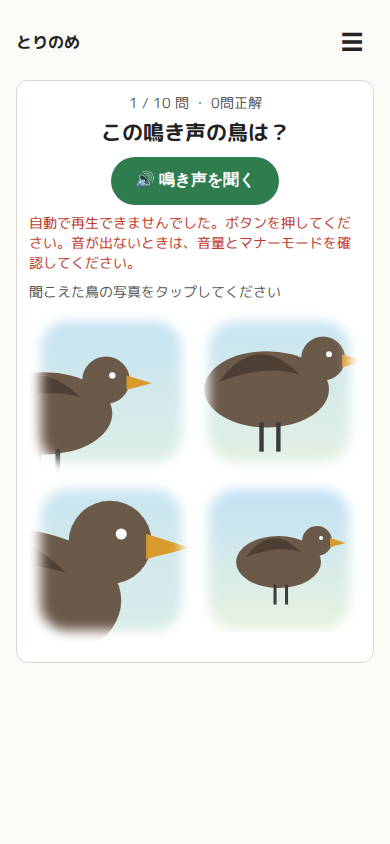 とりのめ
1 / 10 問 · 0問正解
この鳴き声の鳥は？
🔊 鳴き声を聞く
自動で再生できませんでした。ボタンを押してくだ
さい。音が出ないときは、音量とマナーモードを確
認してください。
聞こえた鳥の写真をタップしてください